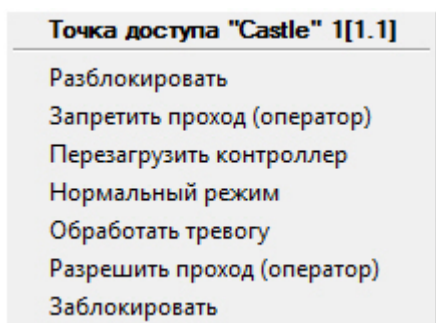 Точка доступа "Castle" 1[1.1]
Разблокировать
Запретить проход (оператор)
Перезагрузить контроллер
Нормальный режим
Обработать тревогу
Разрешить проход (оператор)
Заблокировать